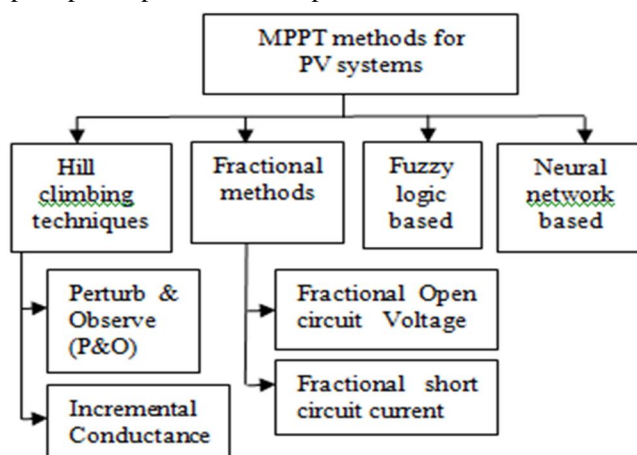 MPPT methods for
PV systems
Hill
climbing
techniques
Fractional
methods
Fuzzy
logic
based
Neural
network
based
Perturb &
Observe
(P&O)
Incremental
Conductance
Fractional Open
circuit Voltage
Fractional short
circuit current